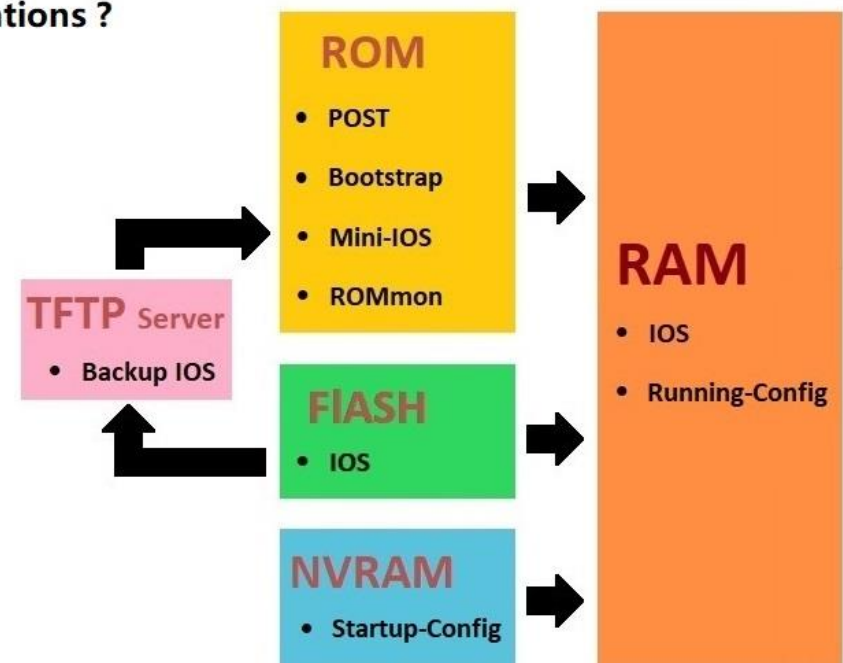 ations ?
ROM
• POST
• Bootstrap
• Mini-IOS
• ROMmon
TFTP Server
• Backup IOS
FlASH
• IOS
NVRAM
• Startup-Config
RAM
• IOS
• Running-Config